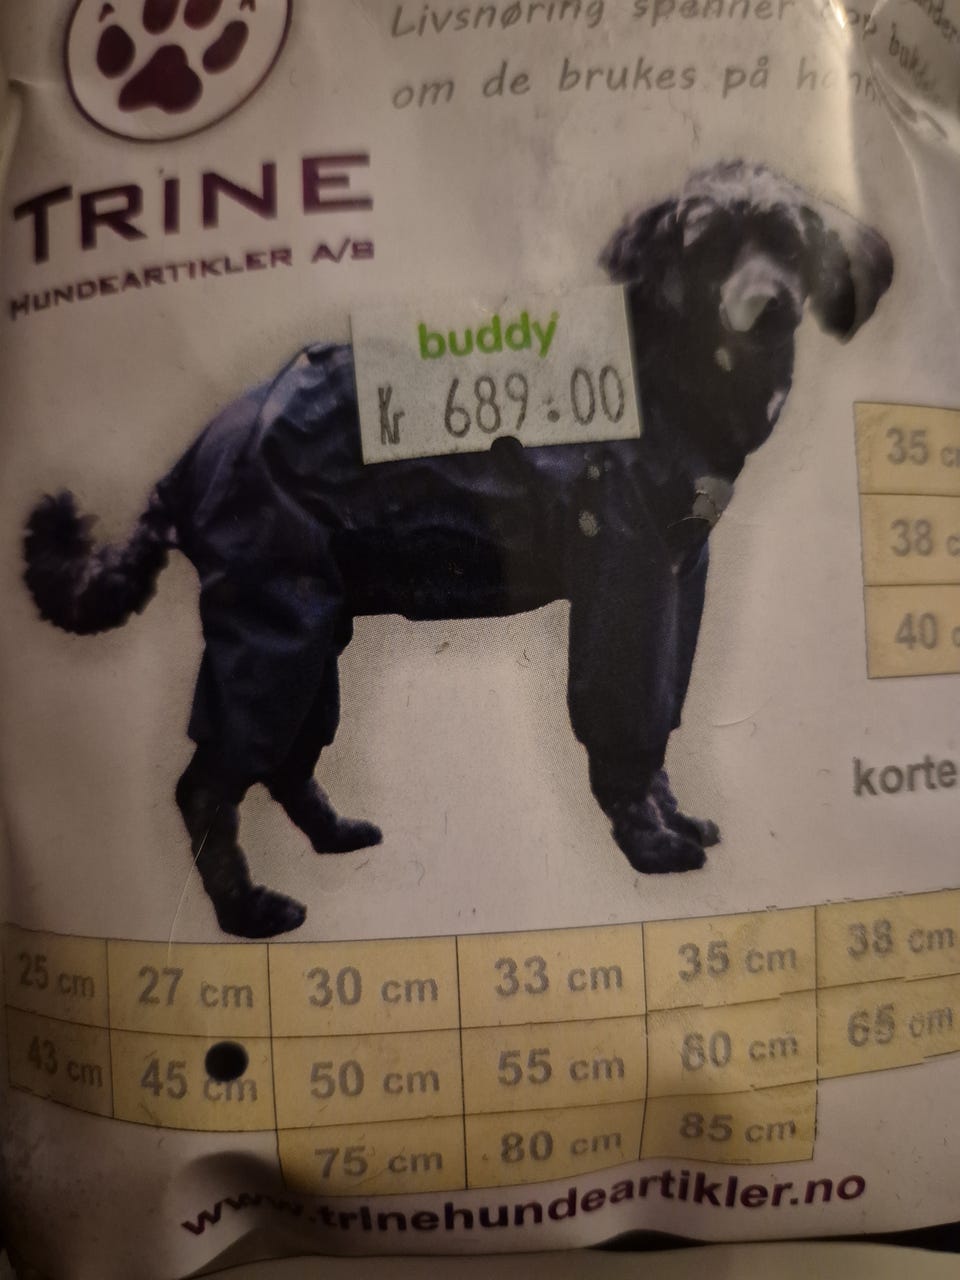 Livsnøring spenner
om de brukes på
TRINE
HUNDEARTIKLER A/S
buddy
Kr 689.00
35
38
40
korte
25 cm 27 cm 30 cm 33 cm 35 cm 38 cm
43 cm 45 cm 50 cm 55 cm 60 cm 65 cm
75 cm 80 cm 85 cm
www.trinehundeartikler.no